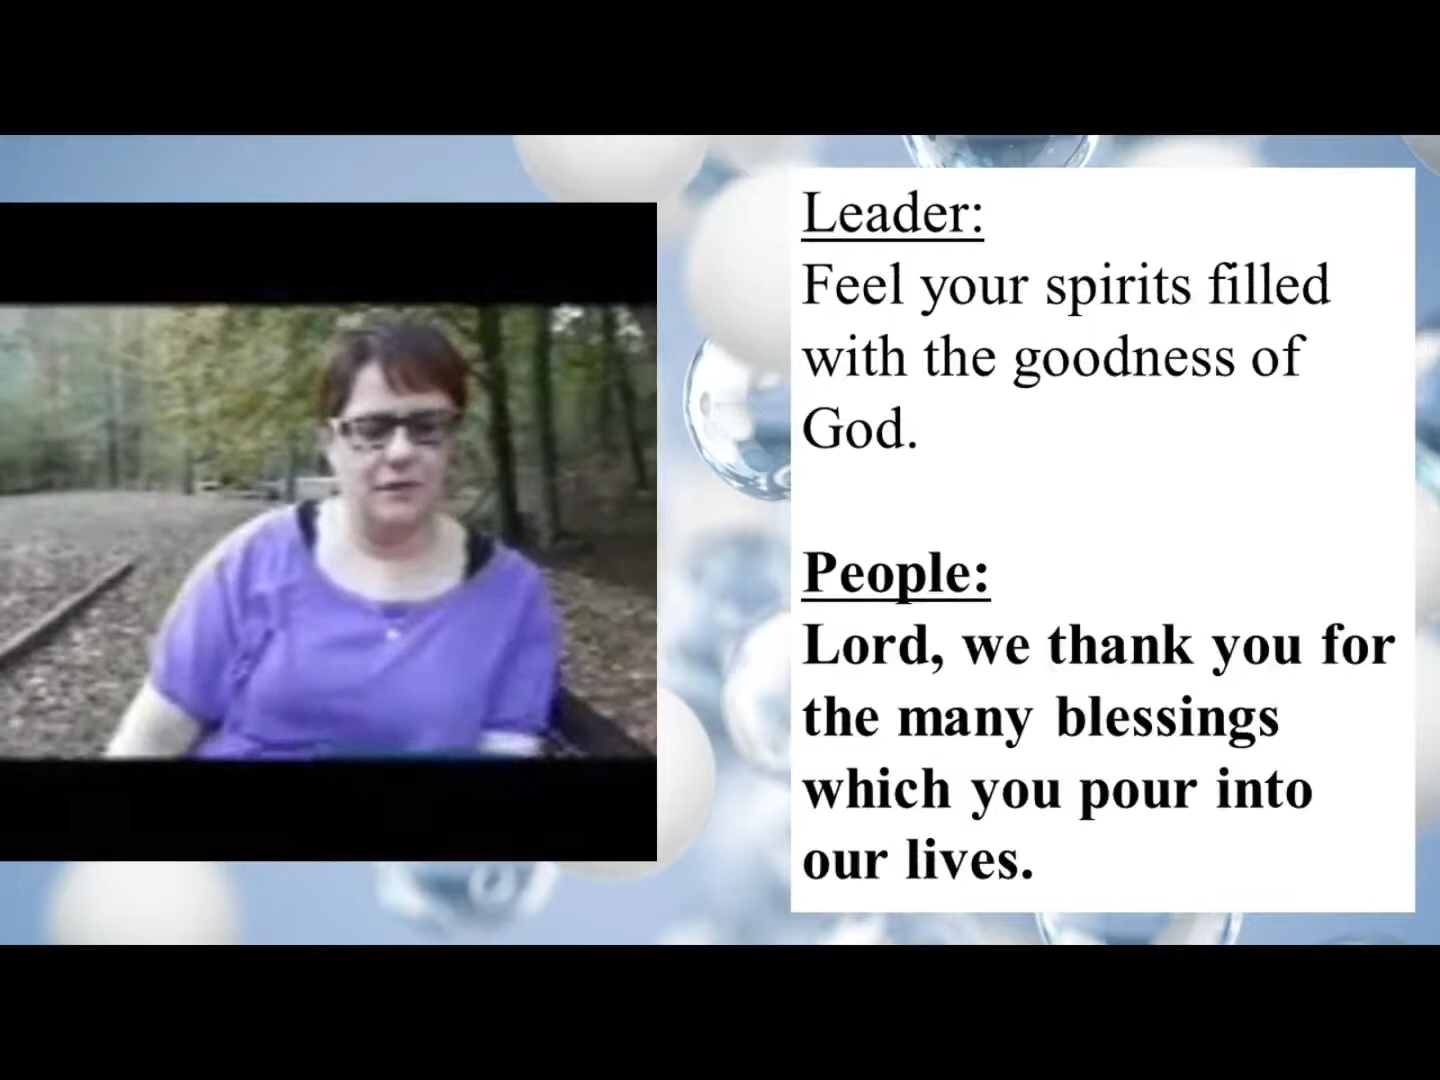 Leader:
Feel your spirits filled
with the goodness of
God.
People:
Lord, we thank you for
the many blessings
which you pour into
our lives.